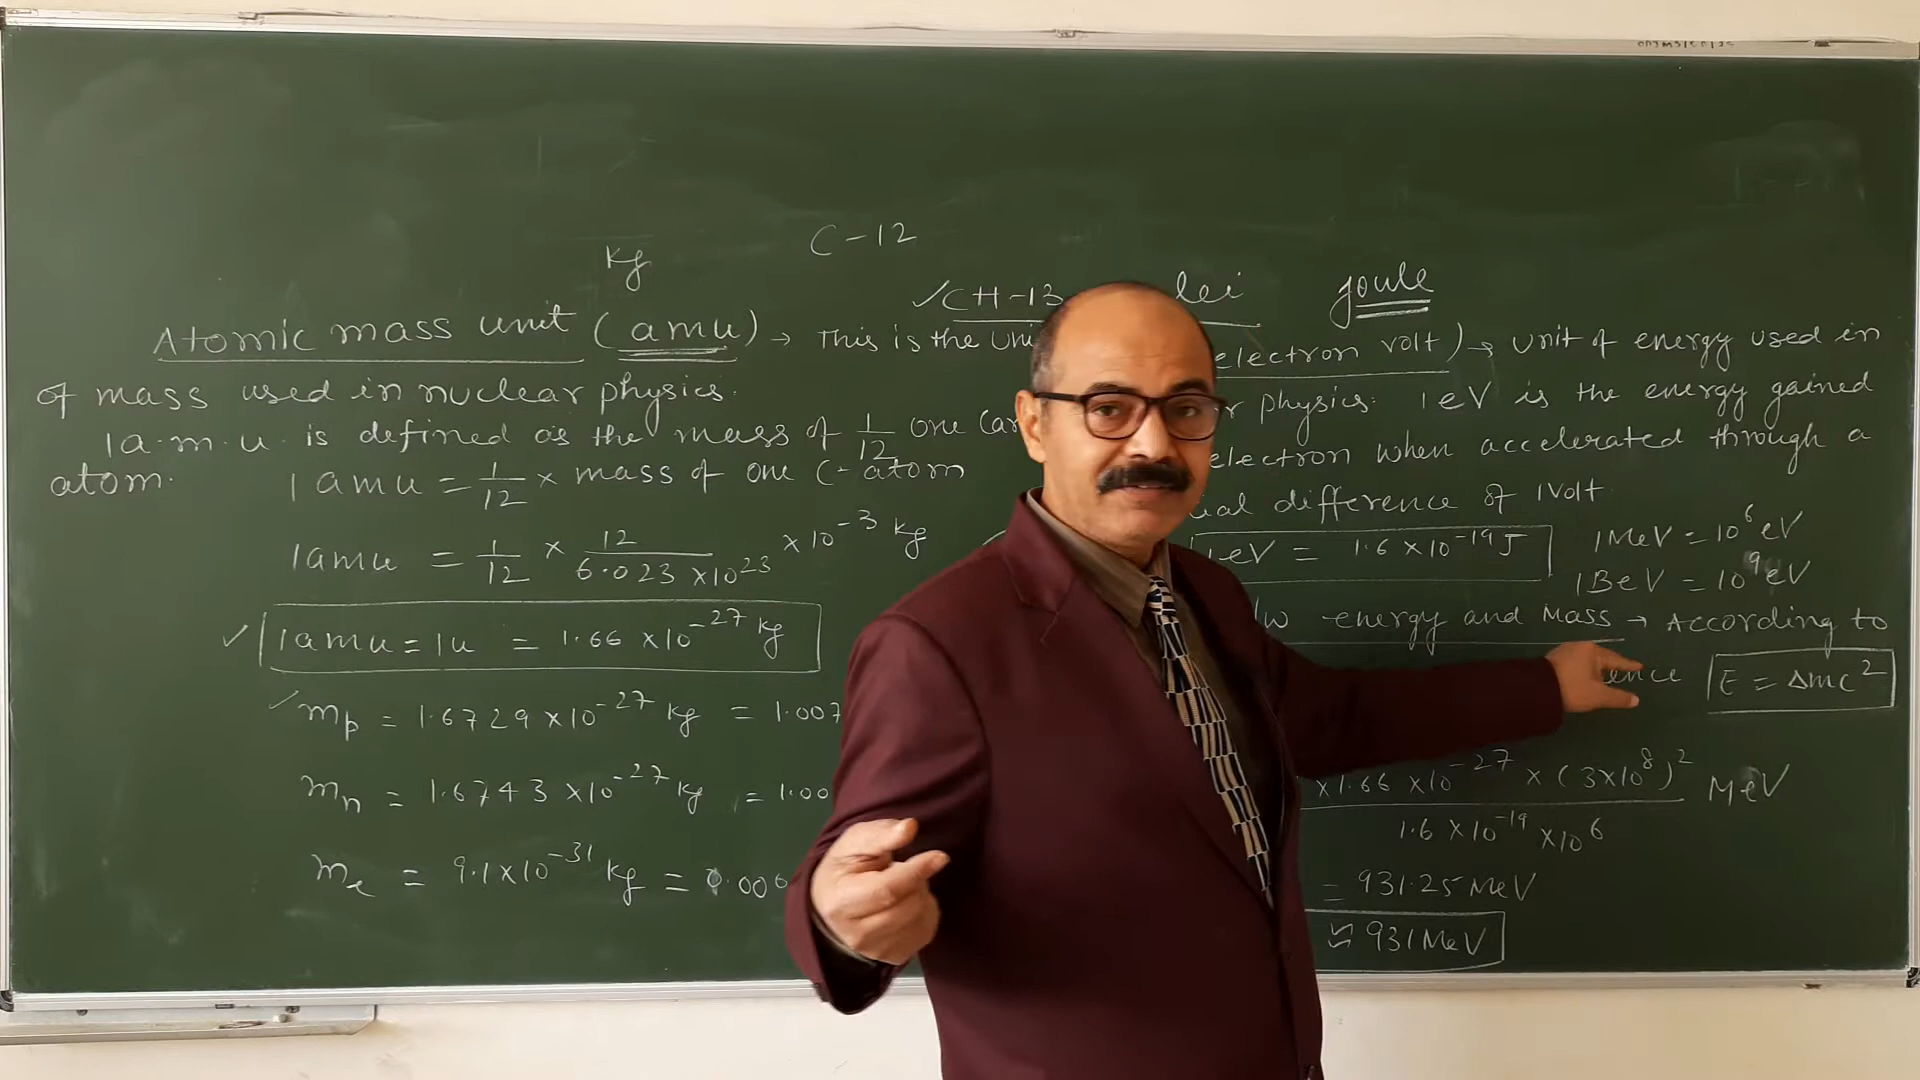 C-12
Kg
✓CH-13 lei
Joule
Atomic mass unit (amu) → This is the Uni
of mass used in nuclear physics.
1a.m.u. is defined as the mass of 1/12 one Car
atom.
1 amu = 1/12 × mass of one C-atom
1amu = 1/12 × 12/6.023×10^23 ×10^-3 kg
✓ 1amu = 1u = 1.66 ×10^-27 kg
✓ mp = 1.6729×10^-27 kg = 1.007
mn = 1.6743 ×10^-27 kg = 1.00
me = 9.1×10^-31 kg = 0.000
electron volt) → Unit of energy used in
r physics. 1eV is the energy gained
electron when accelerated through a
ial difference of 1Volt.
1eV = 1.6 ×10^-19 J
1MeV = 10^6 eV
1BeV = 10^9 eV
/w energy and Mass → According to
ence E = Δmc^2
×1.66 ×10^-27 × (3×10^8)^2 / 1.6 ×10^-19 ×10^6 MeV
= 931.25 MeV
≈ 931 MeV